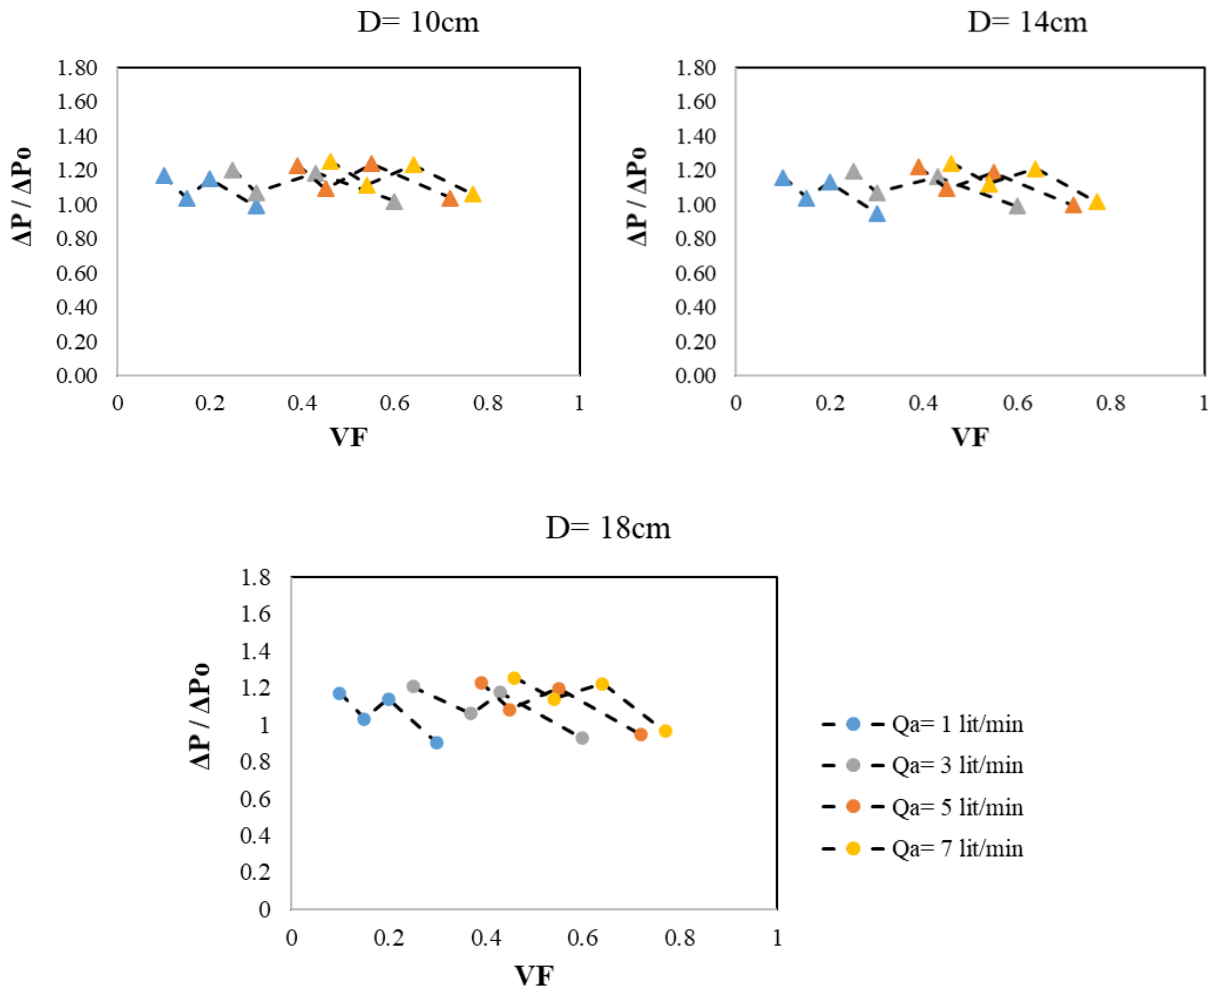 D= 10cm
1.80
1.60
1.40
1.20
1.00
0.80
0.60
0.40
0.20
0.00
ΔP / ΔPo
0 0.2 0.4 0.6 0.8 1
VF
D= 14cm
1.80
1.60
1.40
1.20
1.00
0.80
0.60
0.40
0.20
0.00
ΔP / ΔPo
0 0.2 0.4 0.6 0.8 1
VF
D= 18cm
1.8
1.6
1.4
1.2
1
0.8
0.6
0.4
0.2
0
ΔP / ΔPo
0 0.2 0.4 0.6 0.8 1
VF
Qa= 1 lit/min
Qa= 3 lit/min
Qa= 5 lit/min
Qa= 7 lit/min